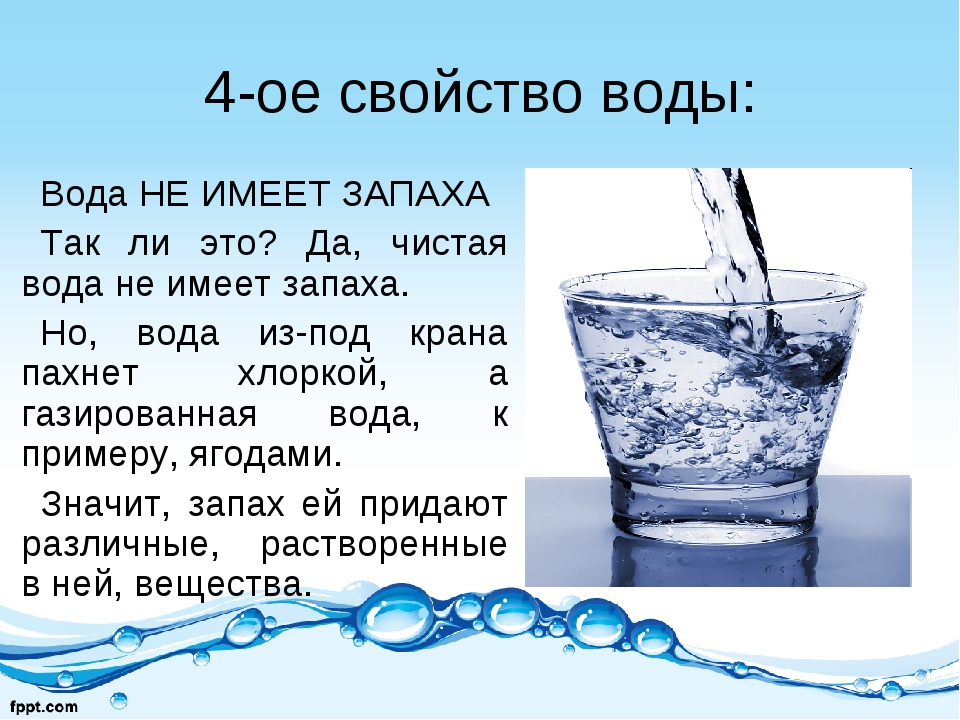 4-ое свойство воды:
Вода НЕ ИМЕЕТ ЗАПАХА
Так ли это? Да, чистая
вода не имеет запаха.
Но, вода из-под крана
пахнет хлоркой, а
газированная вода, к
примеру, ягодами.
Значит, запах ей придают
различные, растворенные
в ней, вещества.
fppt.com